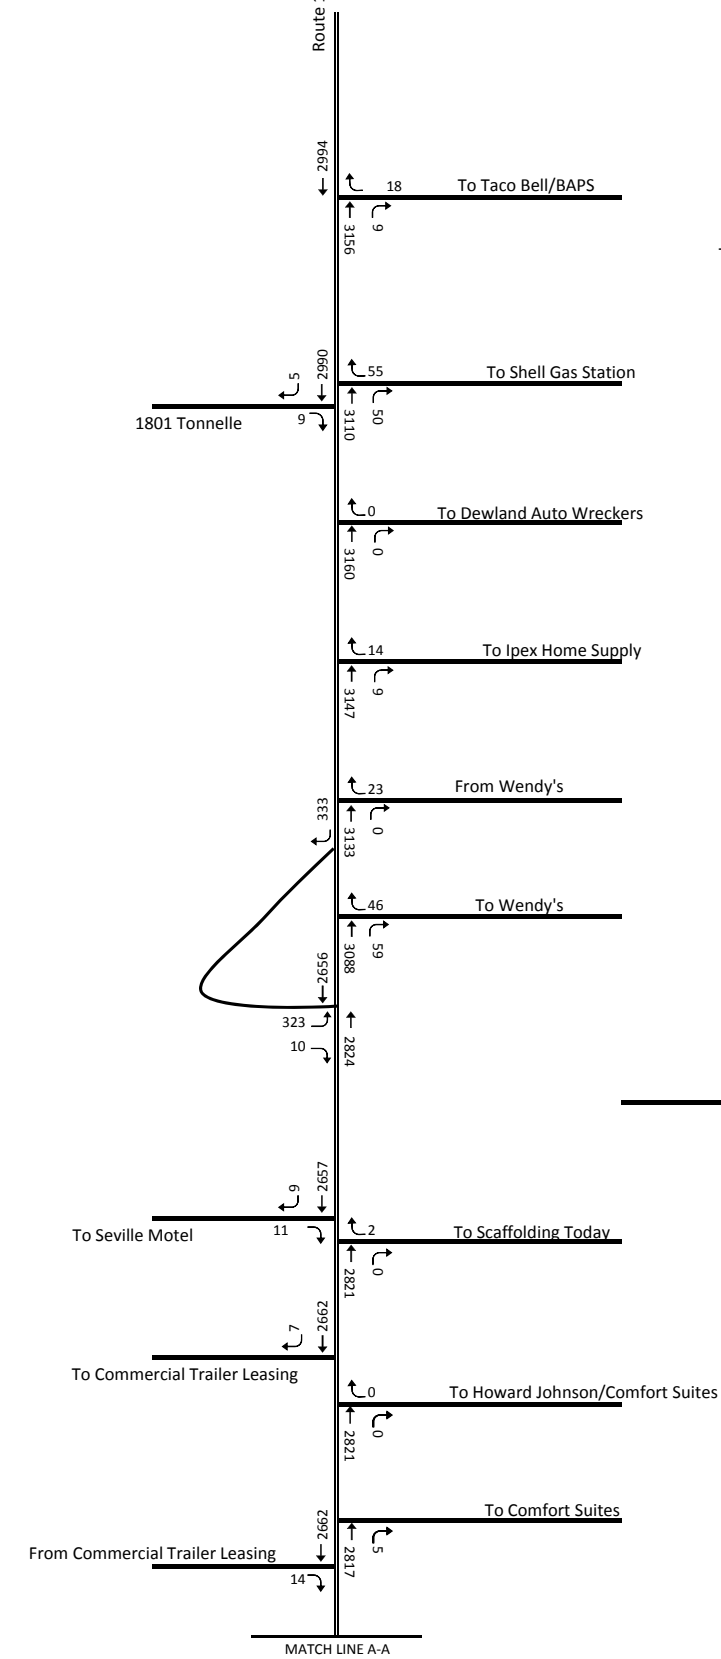 Route
2994
18 To Taco Bell/BAPS
3156
9
2990
5
55 To Shell Gas Station
1801 Tonnelle
9
3110
50
0 To Dewland Auto Wreckers
3160
0
14 To Ipex Home Supply
3147
9
333
23 From Wendy's
3133
0
46 To Wendy's
3088
59
2656
323
10
2824
2657
9
To Seville Motel
11
2 To Scaffolding Today
2821
0
2662
7
To Commercial Trailer Leasing
0 To Howard Johnson/Comfort Suites
2821
0
To Comfort Suites
2817
5
2662
From Commercial Trailer Leasing
14
MATCH LINE A-A